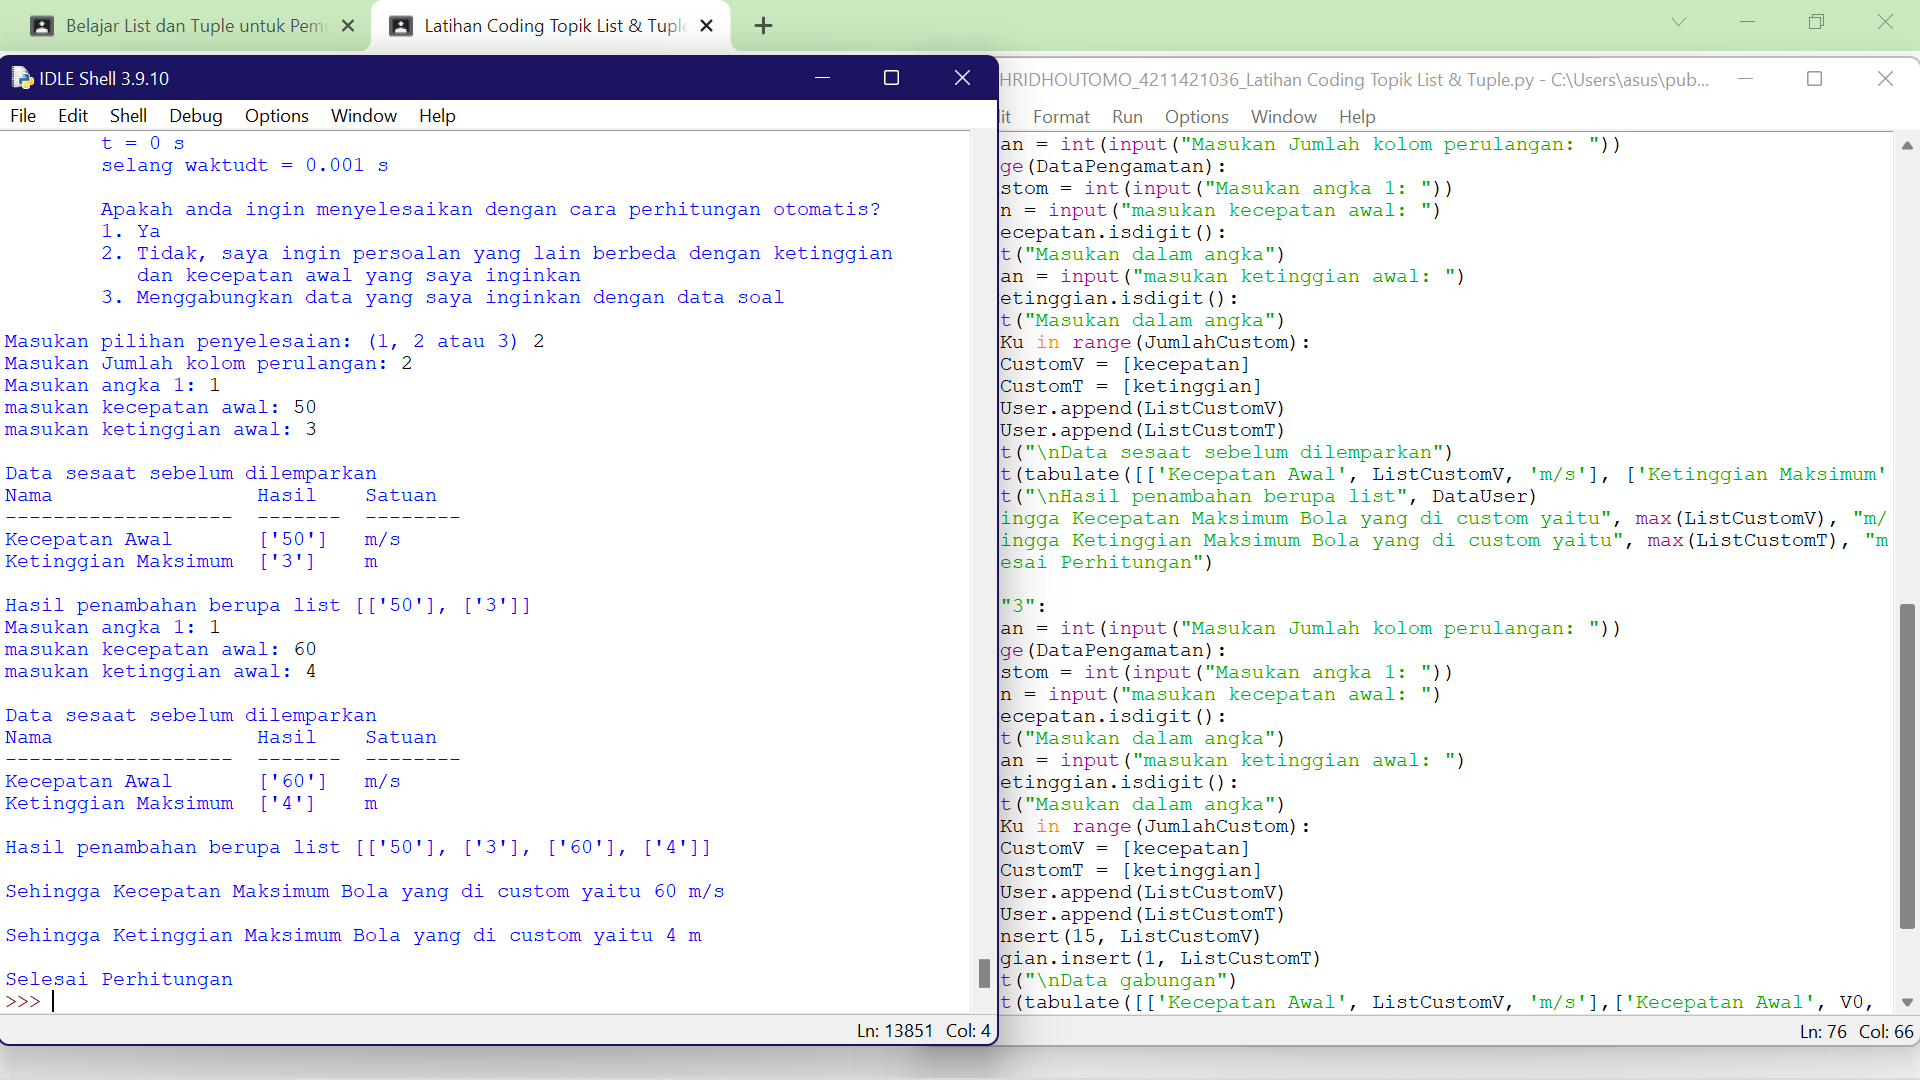 Belajar List dan Tuple untuk Pem
Latihan Coding Topik List & Tuple
IDLE Shell 3.9.10
File Edit Shell Debug Options Window Help
t = 0 s
selang waktudt = 0.001 s
Apakah anda ingin menyelesaikan dengan cara perhitungan otomatis?
1. Ya
2. Tidak, saya ingin persoalan yang lain berbeda dengan ketinggian
dan kecepatan awal yang saya inginkan
3. Menggabungkan data yang saya inginkan dengan data soal
Masukan pilihan penyelesaian: (1, 2 atau 3) 2
Masukan Jumlah kolom perulangan: 2
Masukan angka 1: 1
masukan kecepatan awal: 50
masukan ketinggian awal: 3
Data sesaat sebelum dilemparkan
Nama Hasil Satuan
------------------- ------- --------
Kecepatan Awal ['50'] m/s
Ketinggian Maksimum ['3'] m
Hasil penambahan berupa list [['50'], ['3']]
Masukan angka 1: 1
masukan kecepatan awal: 60
masukan ketinggian awal: 4
Data sesaat sebelum dilemparkan
Nama Hasil Satuan
------------------- ------- --------
Kecepatan Awal ['60'] m/s
Ketinggian Maksimum ['4'] m
Hasil penambahan berupa list [['50'], ['3'], ['60'], ['4']]
Sehingga Kecepatan Maksimum Bola yang di custom yaitu 60 m/s
Sehingga Ketinggian Maksimum Bola yang di custom yaitu 4 m
Selesai Perhitungan
>>>
Ln: 13851 Col: 4
HRIDHOUTOMO_4211421036_Latihan Coding Topik List & Tuple.py - C:\Users\asus\pub...
it Format Run Options Window Help
an = int(input("Masukan Jumlah kolom perulangan: "))
ge(DataPengamatan):
stom = int(input("Masukan angka 1: "))
n = input("masukan kecepatan awal: ")
ecepatan.isdigit():
t("Masukan dalam angka")
an = input("masukan ketinggian awal: ")
etinggian.isdigit():
t("Masukan dalam angka")
Ku in range(JumlahCustom):
CustomV = [kecepatan]
CustomT = [ketinggian]
User.append(ListCustomV)
User.append(ListCustomT)
t("\nData sesaat sebelum dilemparkan")
t(tabulate([['Kecepatan Awal', ListCustomV, 'm/s'], ['Ketinggian Maksimum'
t("\nHasil penambahan berupa list", DataUser)
ingga Kecepatan Maksimum Bola yang di custom yaitu", max(ListCustomV), "m/
ingga Ketinggian Maksimum Bola yang di custom yaitu", max(ListCustomT), "m
esai Perhitungan")
"3":
an = int(input("Masukan Jumlah kolom perulangan: "))
ge(DataPengamatan):
stom = int(input("Masukan angka 1: "))
n = input("masukan kecepatan awal: ")
ecepatan.isdigit():
t("Masukan dalam angka")
an = input("masukan ketinggian awal: ")
etinggian.isdigit():
t("Masukan dalam angka")
Ku in range(JumlahCustom):
CustomV = [kecepatan]
CustomT = [ketinggian]
User.append(ListCustomV)
User.append(ListCustomT)
nsert(15, ListCustomV)
gian.insert(1, ListCustomT)
t("\nData gabungan")
t(tabulate([['Kecepatan Awal', ListCustomV, 'm/s'],['Kecepatan Awal', V0,
Ln: 76 Col: 66